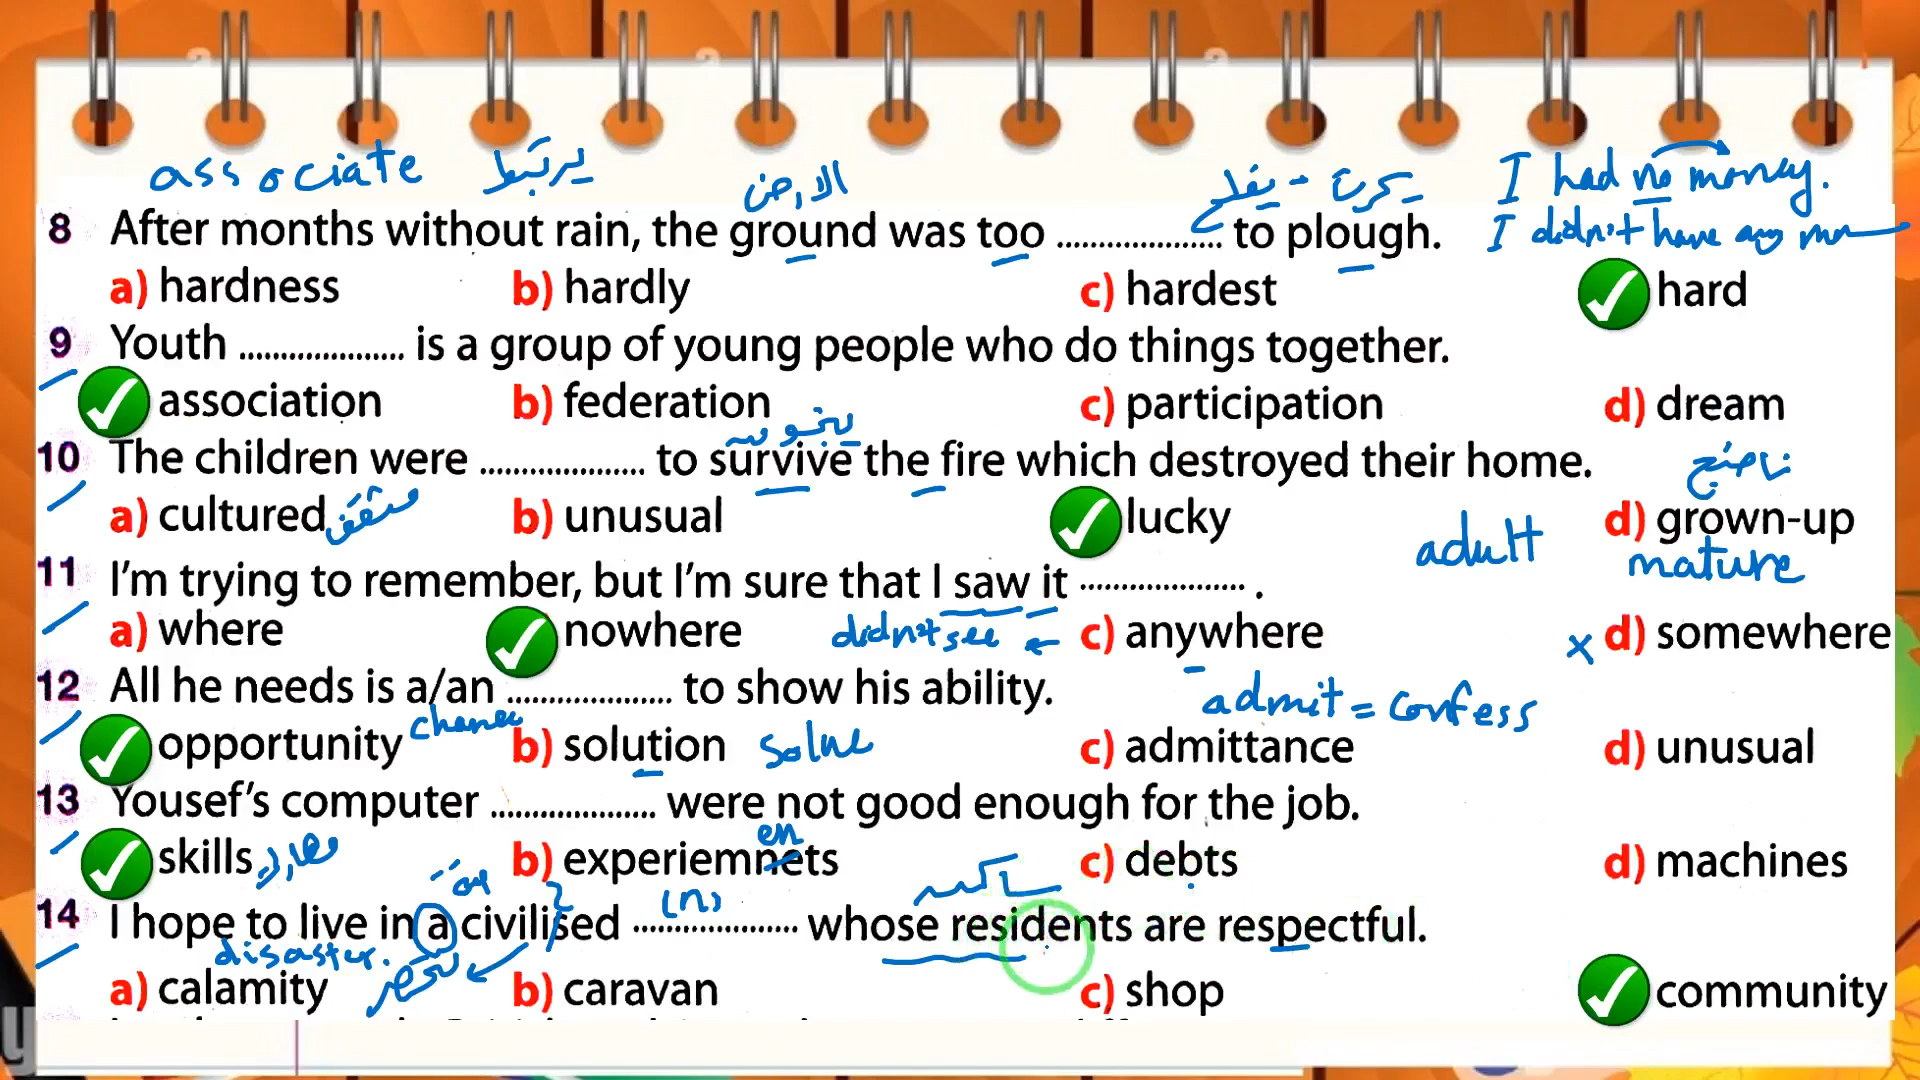 associate يرتبط الارض يحرث - يفلح I had no money.
8 After months without rain, the ground was too .................... to plough. I didn't have any
a) hardness b) hardly c) hardest hard
9 Youth .................... is a group of young people who do things together.
association b) federation c) participation d) dream
ينجو من ناضج
10 The children were .................... to survive the fire which destroyed their home.
a) cultured مثقف b) unusual lucky d) grown-up
adult mature
11 I'm trying to remember, but I'm sure that I saw it .................... .
a) where nowhere didn't see c) anywhere x d) somewhere
12 All he needs is a/an .................... to show his ability. admit = confess
opportunity chance b) solution solve c) admittance d) unusual
13 Yousef's computer .................... were not good enough for the job.
en
skills b) experiemnets c) debts d) machines
(n) ساكن
14 I hope to live in a civilised .................... whose residents are respectful.
disaster.
a) calamity b) caravan c) shop community